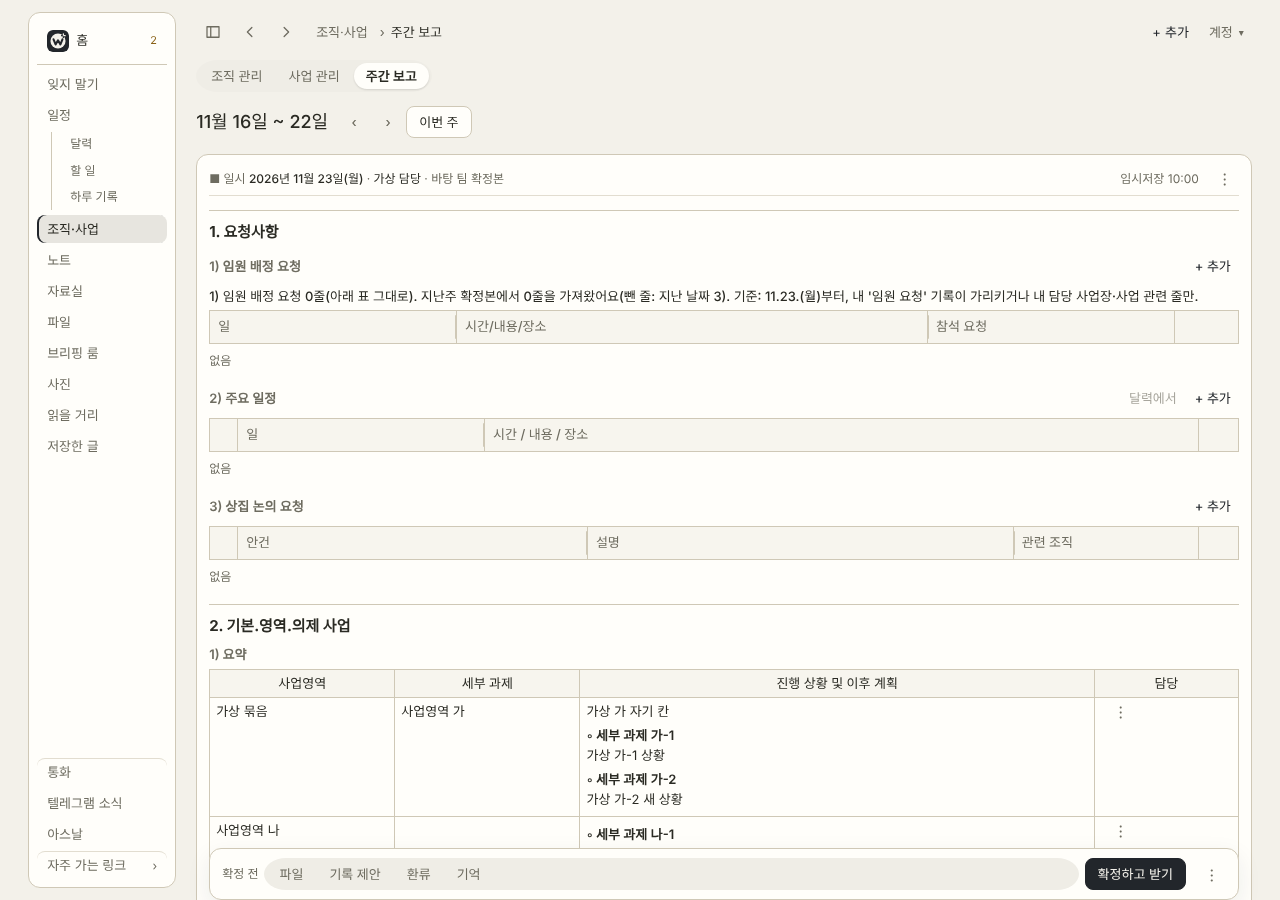 홈 2
잊지 말기
일정
달력
할 일
하루 기록
조직·사업
노트
자료실
파일
브리핑 룸
사진
읽을 거리
저장한 글
통화
텔레그램 소식
아스날
자주 가는 링크 ›
조직·사업 › 주간 보고
+ 추가 계정 ▾
조직 관리 사업 관리 주간 보고
11월 16일 ~ 22일 ‹ › 이번 주
■ 일시 2026년 11월 23일(월) · 가상 담당 · 바탕 팀 확정본 임시저장 10:00 ⋮
1. 요청사항
1) 임원 배정 요청 + 추가
1) 임원 배정 요청 0줄(아래 표 그대로). 지난주 확정본에서 0줄을 가져왔어요(뺀 줄: 지난 날짜 3). 기준: 11.23.(월)부터, 내 '임원 요청' 기록이 가리키거나 내 담당 사업장·사업 관련 줄만.
일 시간/내용/장소 참석 요청
없음
2) 주요 일정 달력에서 + 추가
일 시간 / 내용 / 장소
없음
3) 상집 논의 요청 + 추가
안건 설명 관련 조직
없음
2. 기본.영역.의제 사업
1) 요약
사업영역 세부 과제 진행 상황 및 이후 계획 담당
가상 묶음 사업영역 가 가상 가 자기 칸 ⋮
∘ 세부 과제 가-1
가상 가-1 상황
∘ 세부 과제 가-2
가상 가-2 새 상황
사업영역 나 ∘ 세부 과제 나-1 ⋮
확정 전 파일 기록 제안 환류 기억 확정하고 받기 ⋮